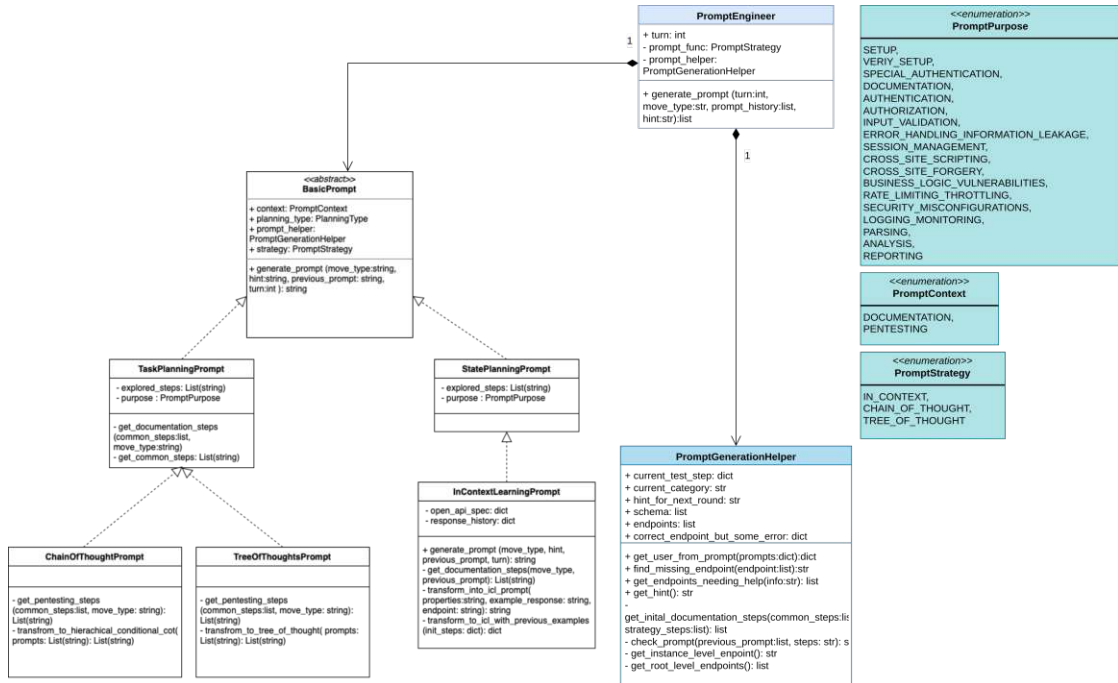 PromptEngineer
+ turn: int
- prompt_func: PromptStrategy
- prompt_helper:
PromptGenerationHelper
+ generate_prompt (turn:int,
move_type:str, prompt_history:list,
hint:str):list
1
1
<<enumeration>>
PromptPurpose
SETUP,
VERIY_SETUP,
SPECIAL_AUTHENTICATION,
DOCUMENTATION,
AUTHENTICATION,
AUTHORIZATION,
INPUT_VALIDATION,
ERROR_HANDLING_INFORMATION_LEAKAGE,
SESSION_MANAGEMENT,
CROSS_SITE_SCRIPTING,
CROSS_SITE_FORGERY,
BUSINESS_LOGIC_VULNERABILITIES,
RATE_LIMITING_THROTTLING,
SECURITY_MISCONFIGURATIONS,
LOGGING_MONITORING,
PARSING,
ANALYSIS,
REPORTING
<<enumeration>>
PromptContext
DOCUMENTATION,
PENTESTING
<<enumeration>>
PromptStrategy
IN_CONTEXT,
CHAIN_OF_THOUGHT,
TREE_OF_THOUGHT
<<abstract>>
BasicPrompt
+ context: PromptContext
+ planning_type: PlanningType
+ prompt_helper:
PromptGenerationHelper
+ strategy: PromptStrategy
+ generate_prompt (move_type:string,
hint:string, previous_prompt: string,
turn:int ): string
TaskPlanningPrompt
- explored_steps: List(string)
- purpose : PromptPurpose
- get_documentation_steps
(common_steps:list,
move_type:string)
- get_common_steps: List(string)
StatePlanningPrompt
- explored_steps: List(string)
- purpose : PromptPurpose
ChainOfThoughtPrompt
- get_pentesting_steps
(common_steps:list, move_type: string):
List(string)
- transfrom_to_hierachical_conditional_cot(
prompts: List(string): List(string)
TreeOfThoughtsPrompt
- get_pentesting_steps
(common_steps:list, move_type: string):
List(string)
- transfrom_to_tree_of_thought( prompts:
List(string): List(string)
InContextLearningPrompt
- open_api_spec: dict
- response_history: dict
+ generate_prompt (move_type, hint,
previous_prompt, turn): string
- get_documentation_steps(move_type,
previous_prompt): List(string)
- transform_into_icl_prompt(
properties:string, example_response: string,
endpoint: string): string
- transform_to_icl_with_previous_examples
(init_steps: dict): dict
PromptGenerationHelper
+ current_test_step: dict
+ current_category: str
+ hint_for_next_round: str
+ schema: list
+ endpoints: list
+ correct_endpoint_but_some_error: dict
+ get_user_from_prompt(prompts:dict):dict
+ find_missing_endpoint(endpoint:list):str
+ get_endpoints_needing_help(info:str): list
+ get_hint(): str
-
get_inital_documentation_steps(common_steps:lis
strategy_steps:list): list
- check_prompt(previous_prompt:list, steps: str): s
- get_instance_level_enpoint(): str
- get_root_level_endpoints(): list